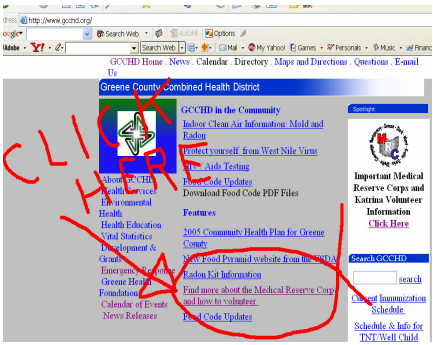 dress http://www.gcchd.org/
oogle Search Web AutoFill Options
Adobe Y! Search Web Mail My Yahoo! Games Personals Music Financ
GCCHD Home . News . Calendar . Directory . Maps and Directions . Questions . E-mail
Us
Greene County Combined Health District
CLICK
HERE
About GCCHD
Health Services
Environmental
Health
Health Education
Vital Statistics
Development &
Grants
Emergency Response
Greene Health
Foundation
Calendar of Events
News Releases
GCCHD in the Community
Indoor Clean Air Information: Mold and
Radon
Protect yourself from West Nile Virus
Aids Testing
Food Code Updates
Download Food Code PDF Files
Features
2005 Community Health Plan for Greene
County
New Food Pyramid website from the USDA
Radon Kit Information
Find more about the Medical Reserve Corp
and how to volunteer
Food Code Updates
Spotlight
Important Medical
Reserve Corps and
Katrina Volunteer
Information
Click Here
Search GCCHD
search
Current Immunization
Schedule
Schedule & Info for
TNT/Well Child